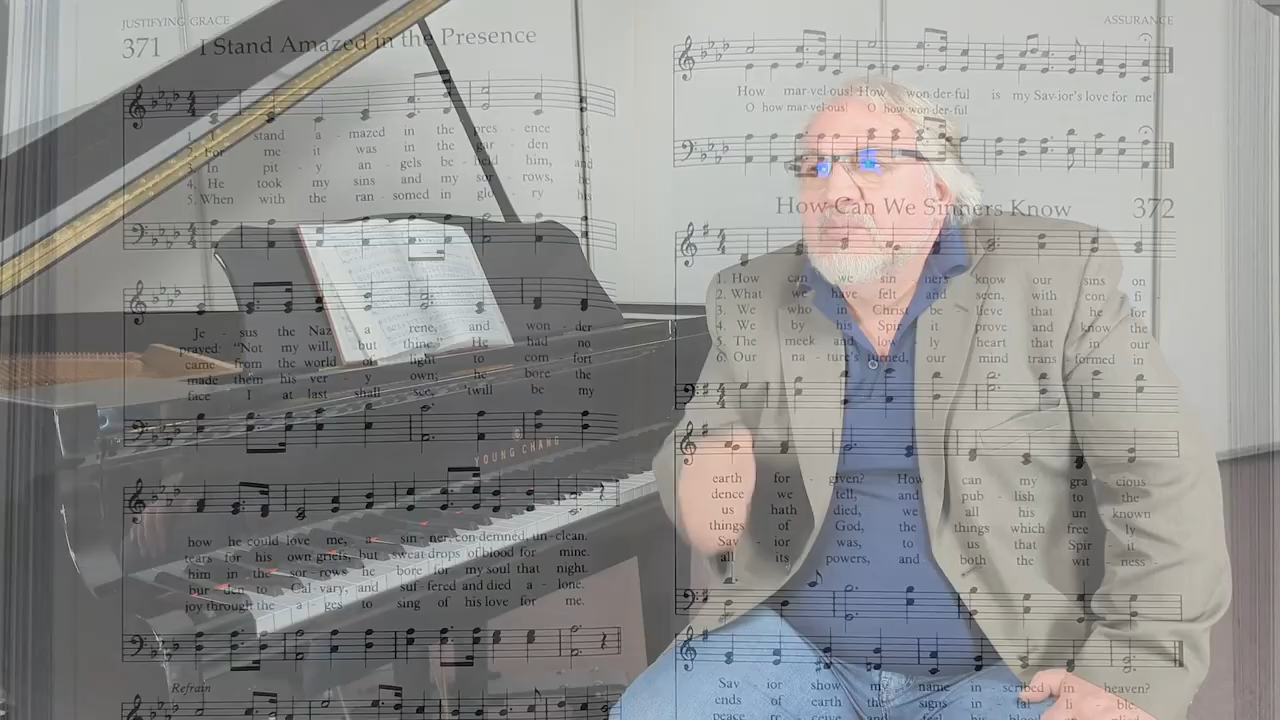 JUSTIFYING GRACE
371 I Stand Amazed in the Presence
1. I stand a - mazed in the pres - ence of
2. For me it was in the gar - den he
3. In pit - y an - gels be - held him, and
4. He took my sins and my sor - rows, he
5. When with the ran - somed in glo - ry his
Je - sus the Naz - a - rene, and won - der
prayed: "Not my will, but thine." He had no
came from the world of light to com - fort
made them his ver - y own; he bore the
face I at last shall see, 'twill be my
how he could love me, a sin - ner, con-demned, un-clean.
tears for his own griefs, but sweat-drops of blood for mine.
him in the sor - rows he bore for my soul that night.
bur - den to Cal - vary, and suf - fered and died a - lone.
joy through the a - ges to sing of his love for me.
Refrain
YOUNG CHANG
ASSURANCE
How mar-vel-ous! How won-der-ful is my Sav-ior's love for me!
O how mar-vel-ous! O how won-der-ful
How Can We Sinners Know 372
1. How can we sin - ners know our sins on
2. What we have felt and seen, with con - fi
3. We who in Christ be - lieve that he for
4. We by his Spir - it prove and know the
5. The meek and low - ly heart that in our
6. Our na - ture's turned, our mind trans - formed in
earth for - given? How can my gra - cious
dence we tell, and pub - lish to the
us hath died, we all his un - known
things of God, the things which free - ly
Sav - ior was, to us that Spir - it
all its powers, and both the wit - ness -
Sav - ior show my name in - scribed in heaven?
ends of earth the signs in - fal - li - ble.
peace re - ceive and feel his blood